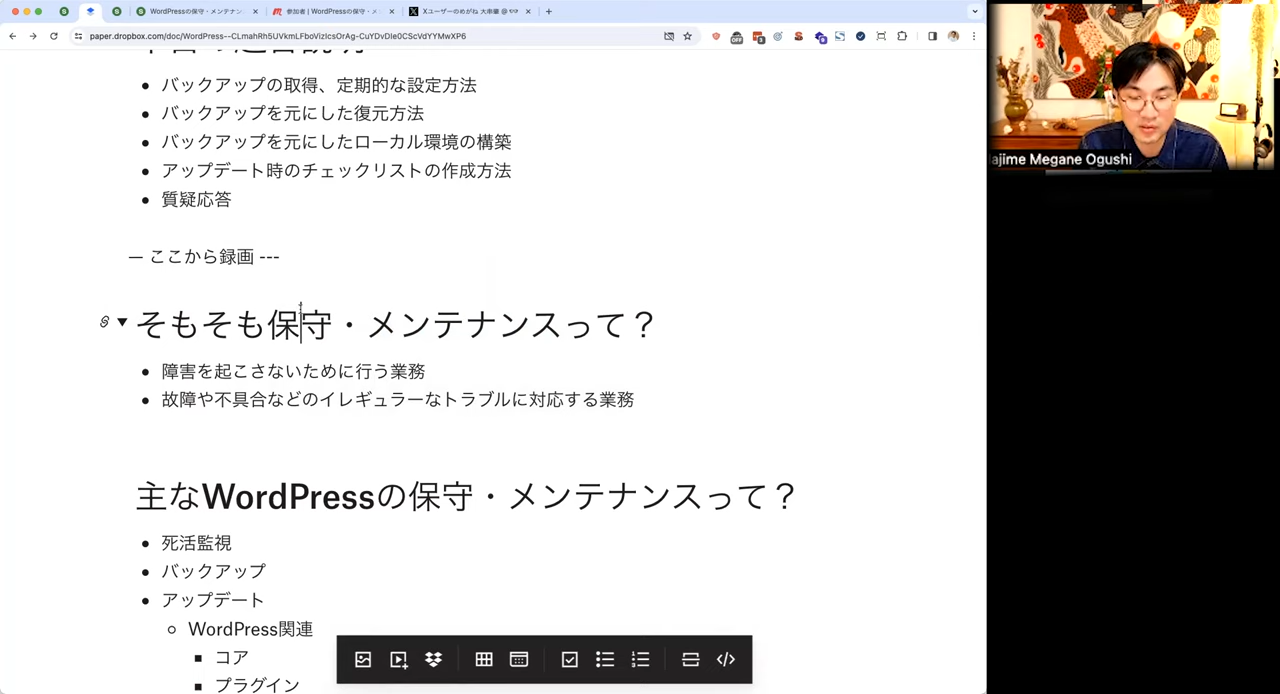 WordPressの保守・メンテナン
参加者 | WordPressの保守・メ
Xユーザーのめがね 大串肇 @
paper.dropbox.com/doc/WordPress--CLmahRh5UVkmLFboVizIcsOrAg-CuYDvDIe0CScVdYYMwXP6
OFF
バックアップの取得、定期的な設定方法
バックアップを元にした復元方法
バックアップを元にしたローカル環境の構築
アップデート時のチェックリストの作成方法
質疑応答
— ここから録画 ---
そもそも保守・メンテナンスって？
障害を起こさないために行う業務
故障や不具合などのイレギュラーなトラブルに対応する業務
主なWordPressの保守・メンテナンスって？
死活監視
バックアップ
アップデート
WordPress関連
コア
プラグイン
ajime Megane Ogushi